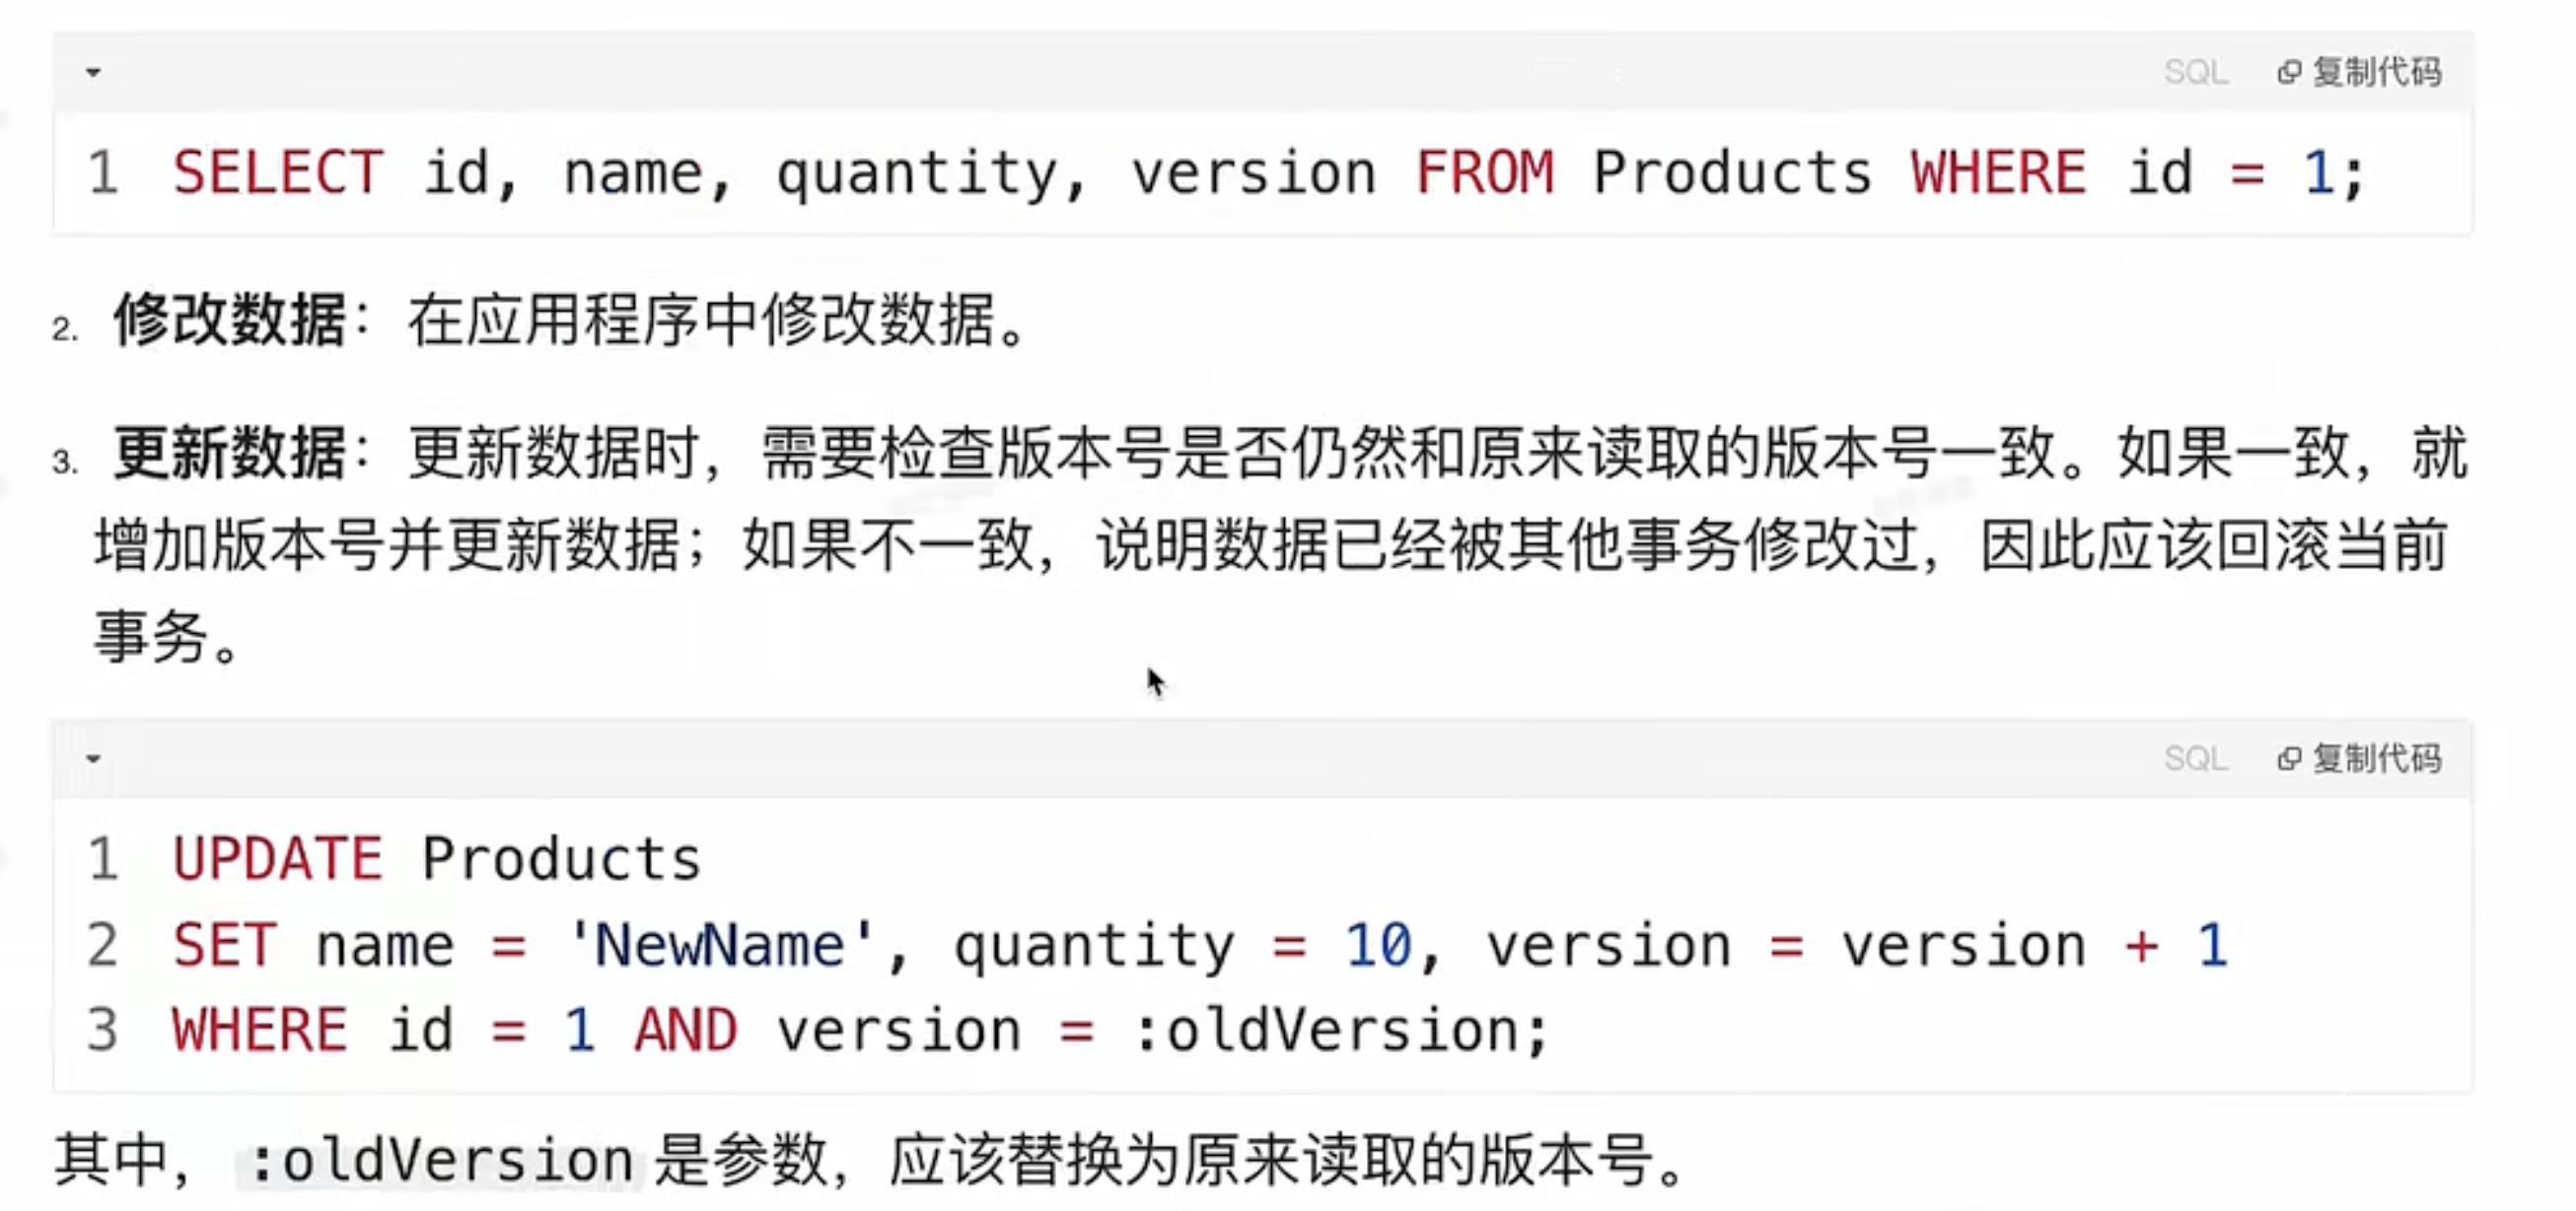 SQL 复制代码
1 SELECT id, name, quantity, version FROM Products WHERE id = 1;
2. 修改数据：在应用程序中修改数据。
3. 更新数据：更新数据时，需要检查版本号是否仍然和原来读取的版本号一致。如果一致，就
增加版本号并更新数据；如果不一致，说明数据已经被其他事务修改过，因此应该回滚当前
事务。
SQL 复制代码
1 UPDATE Products
2 SET name = 'NewName', quantity = 10, version = version + 1
3 WHERE id = 1 AND version = :oldVersion;
其中， :oldVersion 是参数，应该替换为原来读取的版本号。